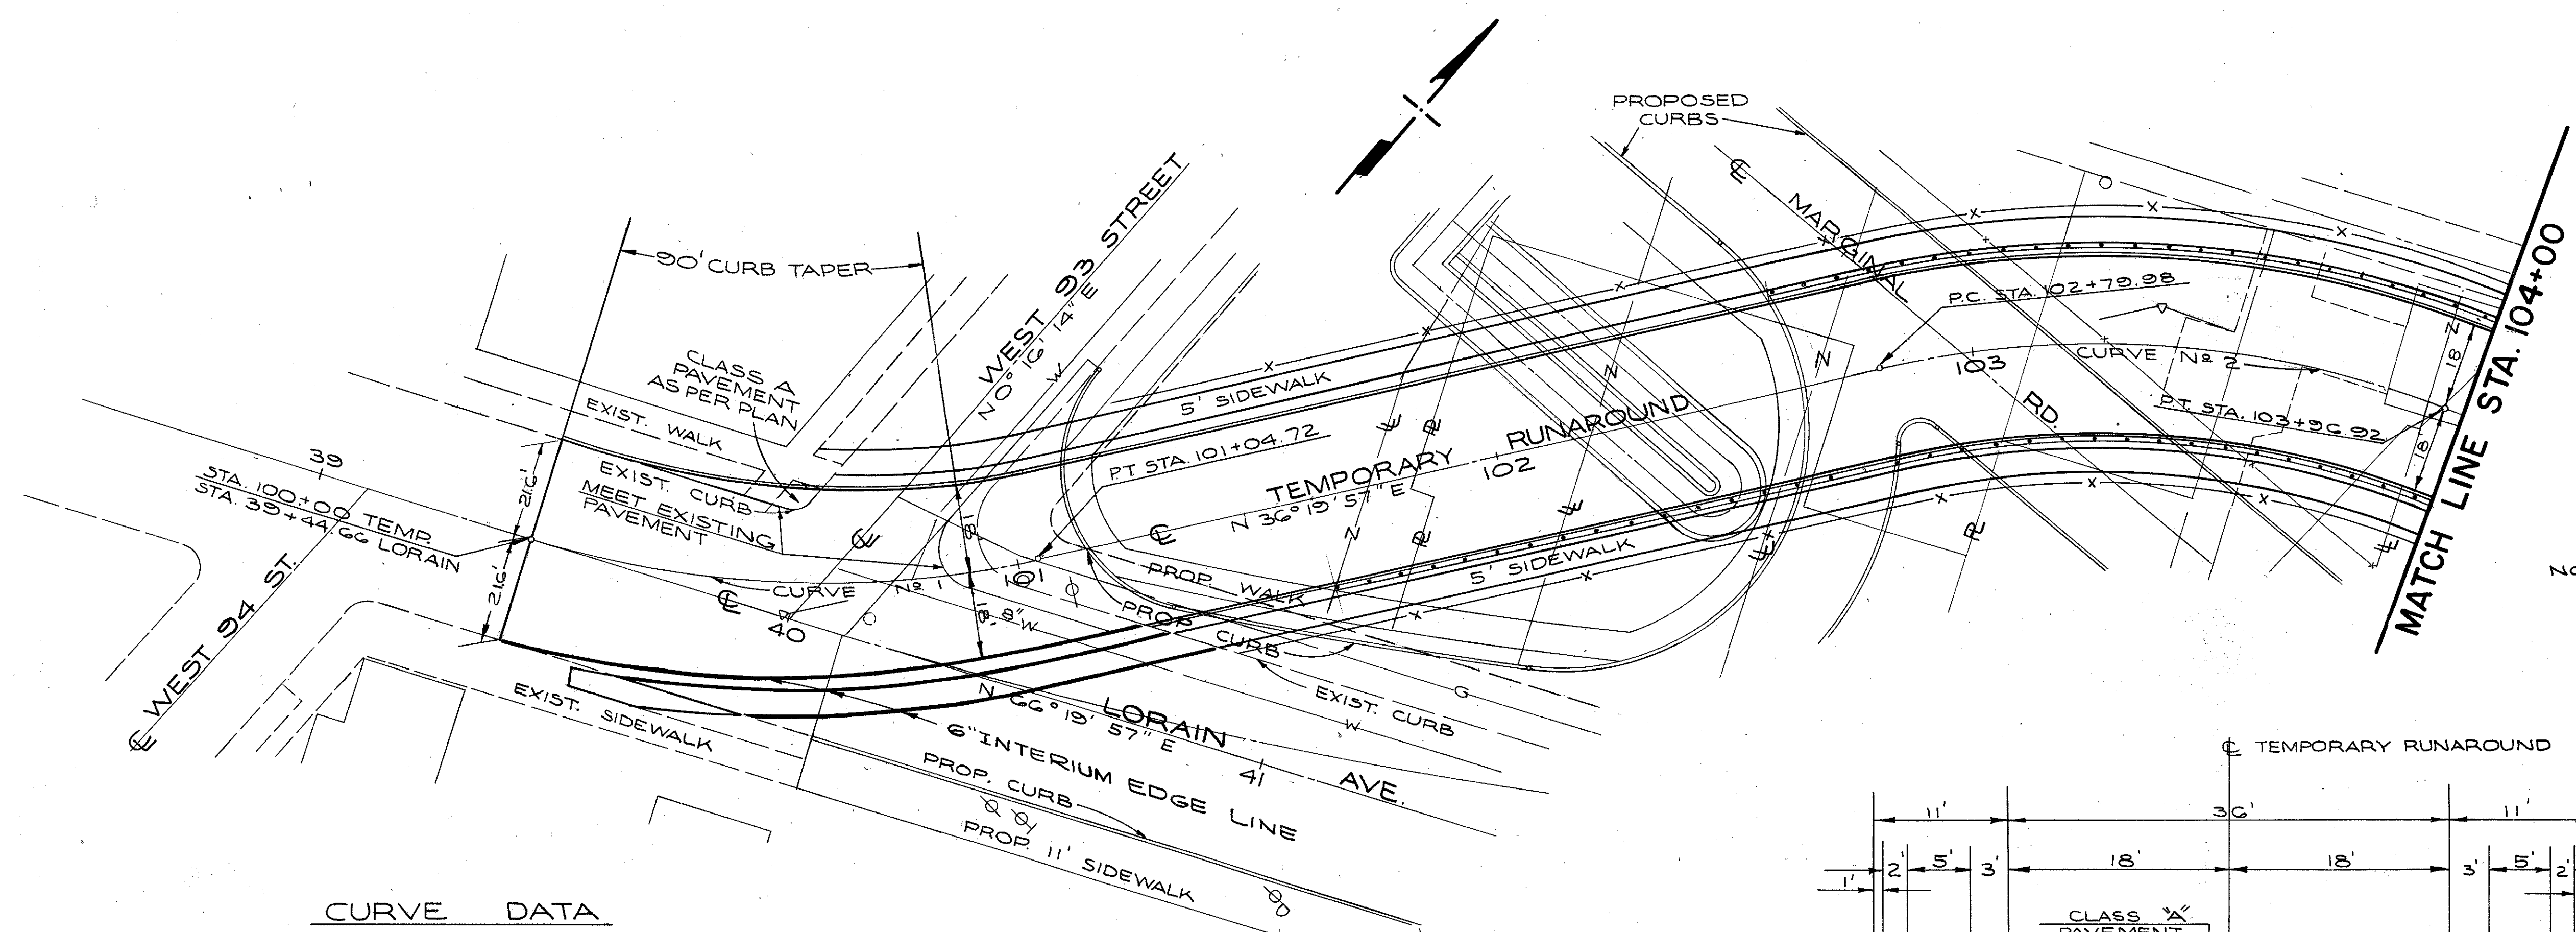 PROPOSED
CURBS
℄ MARGINAL RD.
90' CURB TAPER
WEST 93 STREET
N 0° 16' 14" E
W
CLASS A
PAVEMENT
AS PER PLAN
EXIST. WALK
EXIST. CURB
MEET EXISTING
PAVEMENT
39
STA. 100+00 TEMP.
STA. 39+44.66 LORAIN
21.6'
21.6'
℄ WEST 94 ST.
5' SIDEWALK
P.T. STA. 101+04.72
℄ TEMPORARY RUNAROUND
N 36° 19' 57" E
101
102
103
P.C. STA. 102+79.98
CURVE Nº 2
P.T. STA. 103+96.92
18
18
MATCH LINE STA. 104+00
℄
CURVE Nº 1
℄
40
18'
18'
8" W
PROP. WALK
PROP. CURB
5' SIDEWALK
EXIST. CURB
G
W
LORAIN AVE.
N 66° 19' 57" E
41
6" INTERIUM EDGE LINE
EXIST. SIDEWALK
PROP. CURB
PROP. 11' SIDEWALK
CURVE DATA
℄ TEMPORARY RUNAROUND
11' 36' 11'
2' 5' 3' 18' 18' 3' 5' 2'
1'
CLASS "A"
PAVEMENT